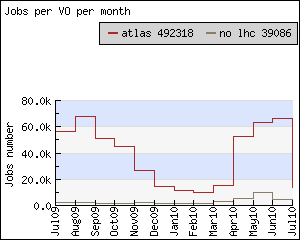 Jobs per VO per month
atlas 492318 no lhc 39086
80.0k
60.0k
40.0k
20.0k
0.0
Jobs number
Jul09 Aug09 Sep09 Oct09 Nov09 Dec09 Jan10 Feb10 Mar10 Apr10 May10 Jun10 Jul10